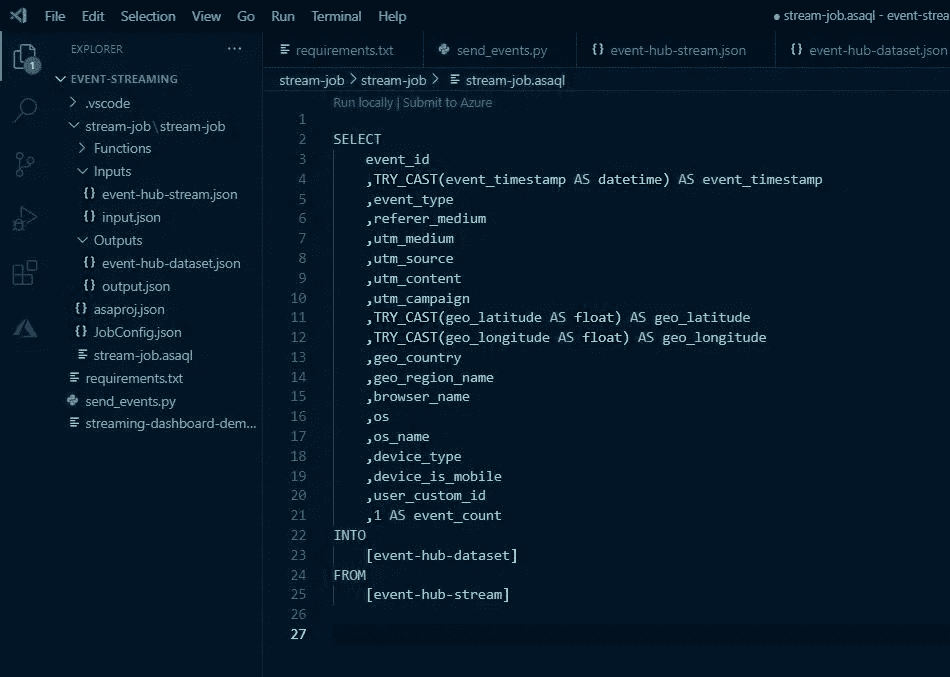 File Edit Selection View Go Run Terminal Help
● stream-job.asaql - event-strea
EXPLORER ...
1
EVENT-STREAMING
.vscode
stream-job\stream-job
Functions
Inputs
{} event-hub-stream.json
{} input.json
Outputs
{} event-hub-dataset.json
{} output.json
{} asaproj.json
{} JobConfig.json
stream-job.asaql
requirements.txt
send_events.py
streaming-dashboard-dem...
requirements.txt send_events.py {} event-hub-stream.json {} event-hub-dataset.json
stream-job > stream-job > stream-job.asaql
Run locally | Submit to Azure
1
2 SELECT
3 event_id
4 ,TRY_CAST(event_timestamp AS datetime) AS event_timestamp
5 ,event_type
6 ,referer_medium
7 ,utm_medium
8 ,utm_source
9 ,utm_content
10 ,utm_campaign
11 ,TRY_CAST(geo_latitude AS float) AS geo_latitude
12 ,TRY_CAST(geo_longitude AS float) AS geo_longitude
13 ,geo_country
14 ,geo_region_name
15 ,browser_name
16 ,os
17 ,os_name
18 ,device_type
19 ,device_is_mobile
20 ,user_custom_id
21 ,1 AS event_count
22 INTO
23 [event-hub-dataset]
24 FROM
25 [event-hub-stream]
26
27